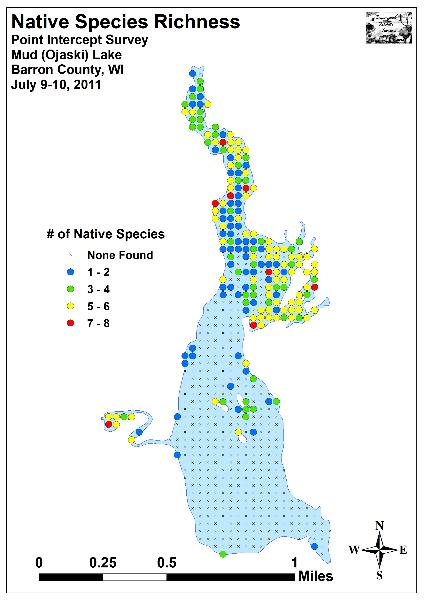 Native Species Richness
Point Intercept Survey
Mud (Ojaski) Lake
Barron County, WI
July 9-10, 2011
# of Native Species
None Found
1 - 2
3 - 4
5 - 6
7 - 8
N
W E
S
0 0.25 0.5 1
Miles